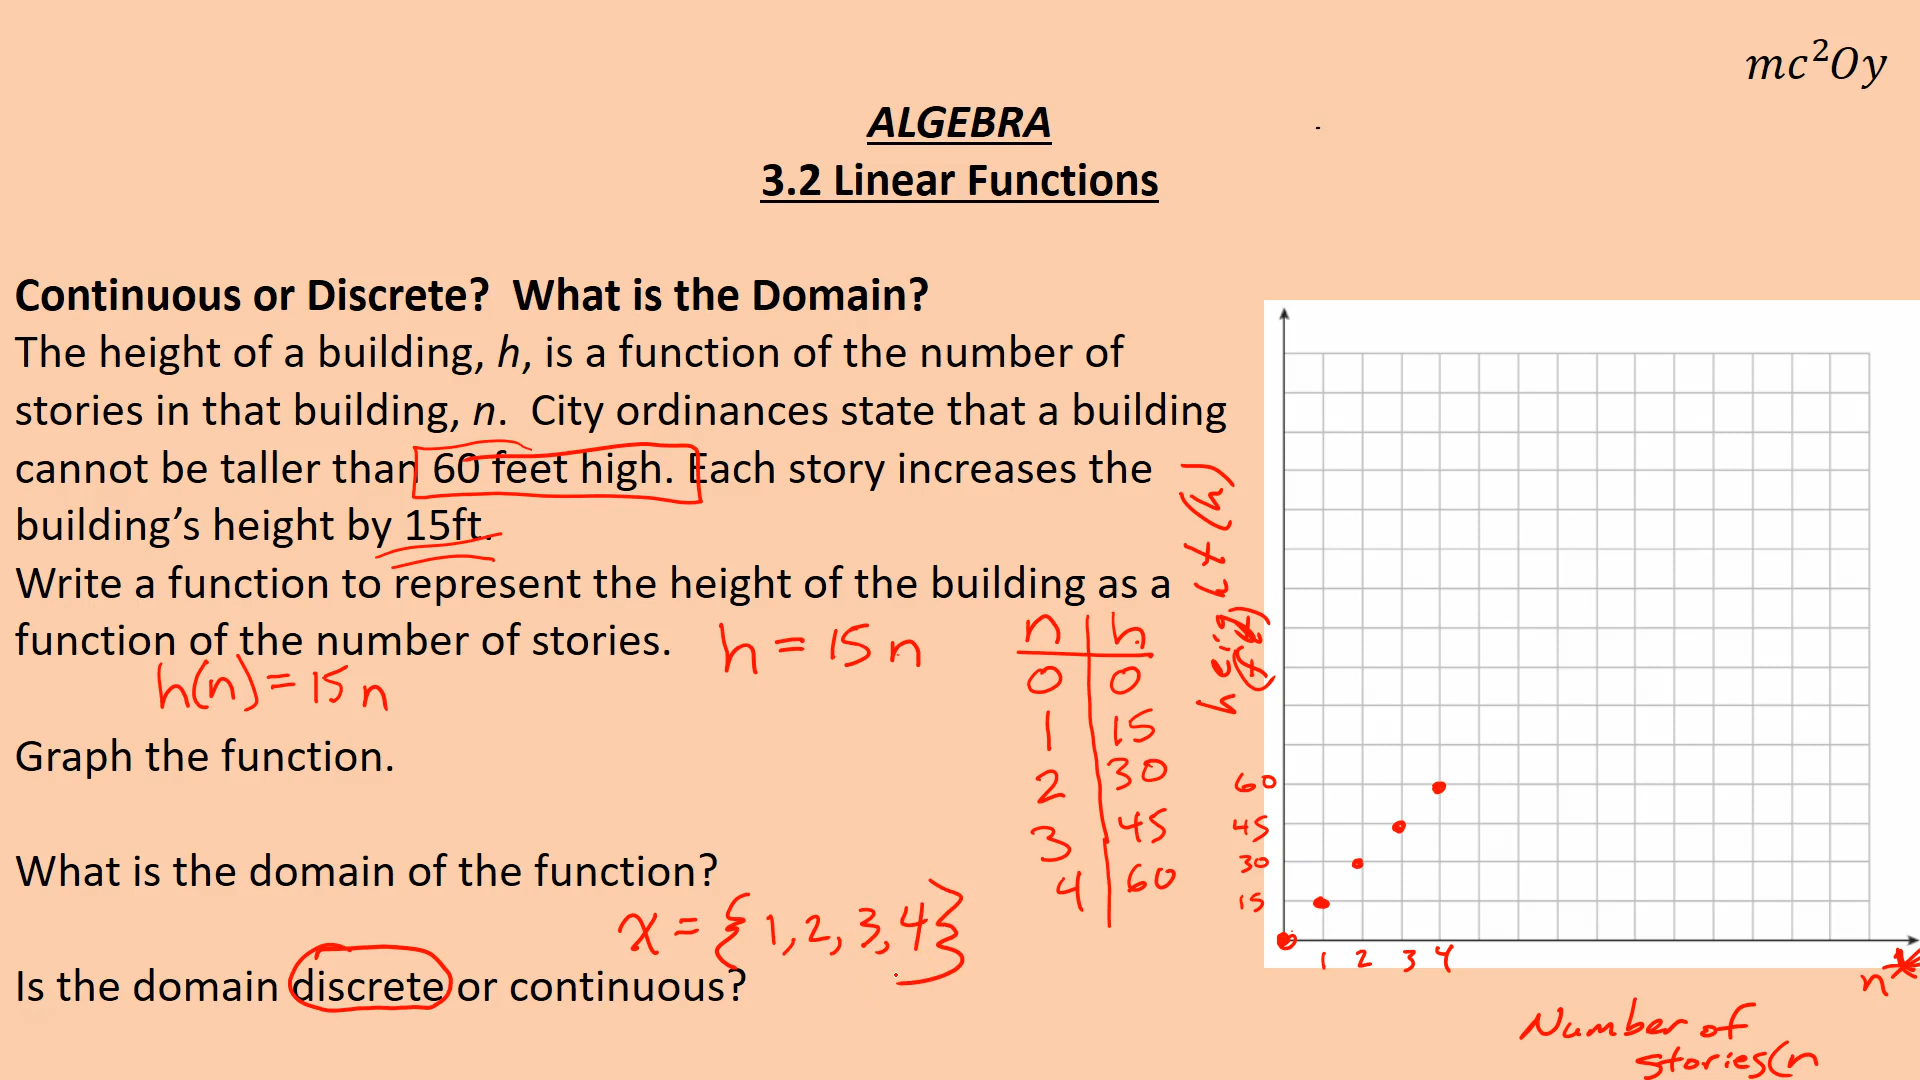 mc²Oy
ALGEBRA
3.2 Linear Functions
Continuous or Discrete? What is the Domain?
The height of a building, h, is a function of the number of
stories in that building, n. City ordinances state that a building
cannot be taller than 60 feet high. Each story increases the
building’s height by 15ft.
Write a function to represent the height of the building as a
function of the number of stories. h = 15n
h(n) = 15n
Graph the function.
What is the domain of the function?
x = {1, 2, 3, 4}
Is the domain discrete or continuous?
n h
0 0
1 15
2 30
3 45
4 60
height (h)
(ft)
60
45
30
15
0
1 2 3 4
n
Number of
stories (n